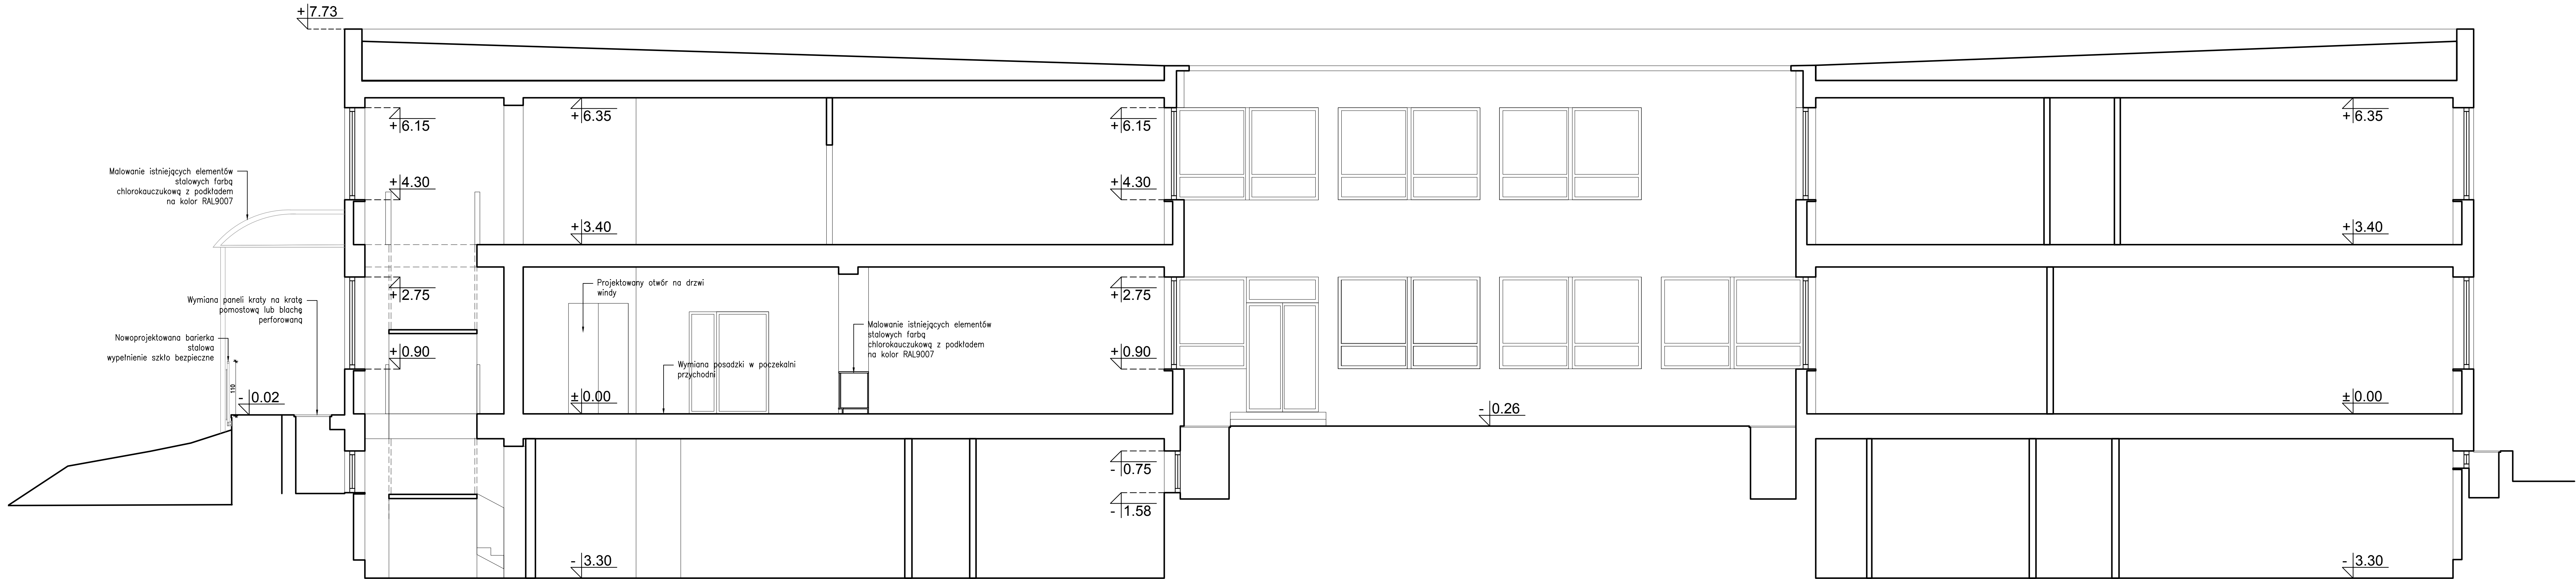 + 7.73
+ 6.15
+ 6.35
+ 6.15
+ 6.35
Malowanie istniejących elementów
stalowych farbą
chlorokauczukową z podkładem
na kolor RAL9007
+ 4.30
+ 4.30
+ 3.40
+ 3.40
Wymiana paneli kraty na kratę
pomostową lub blachę
perforowaną
+ 2.75
Projektowany otwór na drzwi
windy
+ 2.75
Nowoprojektowana barierka
stalowa
wypełnienie szkło bezpieczne
+ 0.90
Malowanie istniejących elementów
stalowych farbą
chlorokauczukową z podkładem
na kolor RAL9007
+ 0.90
Wymiana posadzki w poczekalni
przychodni
110
- 0.02
± 0.00
- 0.26
± 0.00
- 0.75
- 1.58
- 3.30
- 3.30